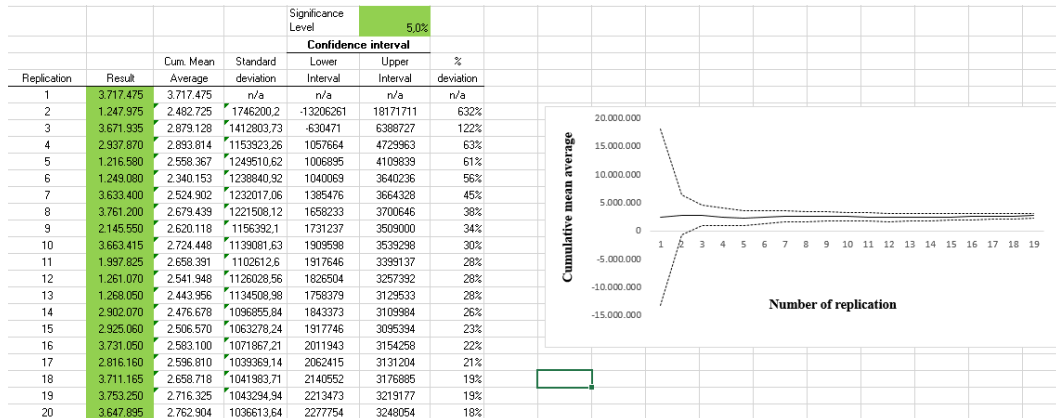 Significance
Level 5,0%
Confidence interval
Cum. Mean Standard Lower Upper %
Replication Result Average deviation Interval Interval deviation
1 3.717.475 3.717.475 n/a n/a n/a n/a
2 1.247.975 2.482.725 1746200,2 -13206261 18171711 632%
3 3.671.935 2.879.128 1412803,73 -630471 6388727 122%
4 2.937.870 2.893.814 1153923,26 1057664 4729963 63%
5 1.216.580 2.558.367 1249510,62 1006895 4109839 61%
6 1.249.080 2.340.153 1238840,92 1040069 3640236 56%
7 3.633.400 2.524.902 1232017,06 1385476 3664328 45%
8 3.761.200 2.679.439 1221508,12 1658233 3700646 38%
9 2.145.550 2.620.118 1156392,1 1731237 3509000 34%
10 3.663.415 2.724.448 1139081,63 1909598 3539298 30%
11 1.997.825 2.658.391 1102612,6 1917646 3399137 28%
12 1.261.070 2.541.948 1126028,56 1826504 3257392 28%
13 1.268.050 2.443.956 1134508,98 1758379 3129533 28%
14 2.902.070 2.476.678 1096855,84 1843373 3109984 26%
15 2.925.060 2.506.570 1063278,24 1917746 3095394 23%
16 3.731.050 2.583.100 1071867,21 2011943 3154258 22%
17 2.816.160 2.596.810 1039369,14 2062415 3131204 21%
18 3.711.165 2.658.718 1041983,71 2140552 3176885 19%
19 3.753.250 2.716.325 1043294,94 2213473 3219177 19%
20 3.647.895 2.762.904 1036613,64 2277754 3248054 18%
Cumulative mean average
20.000.000
15.000.000
10.000.000
5.000.000
0
-5.000.000
-10.000.000
-15.000.000
1 2 3 4 5 6 7 8 9 10 11 12 13 14 15 16 17 18 19
Number of replication